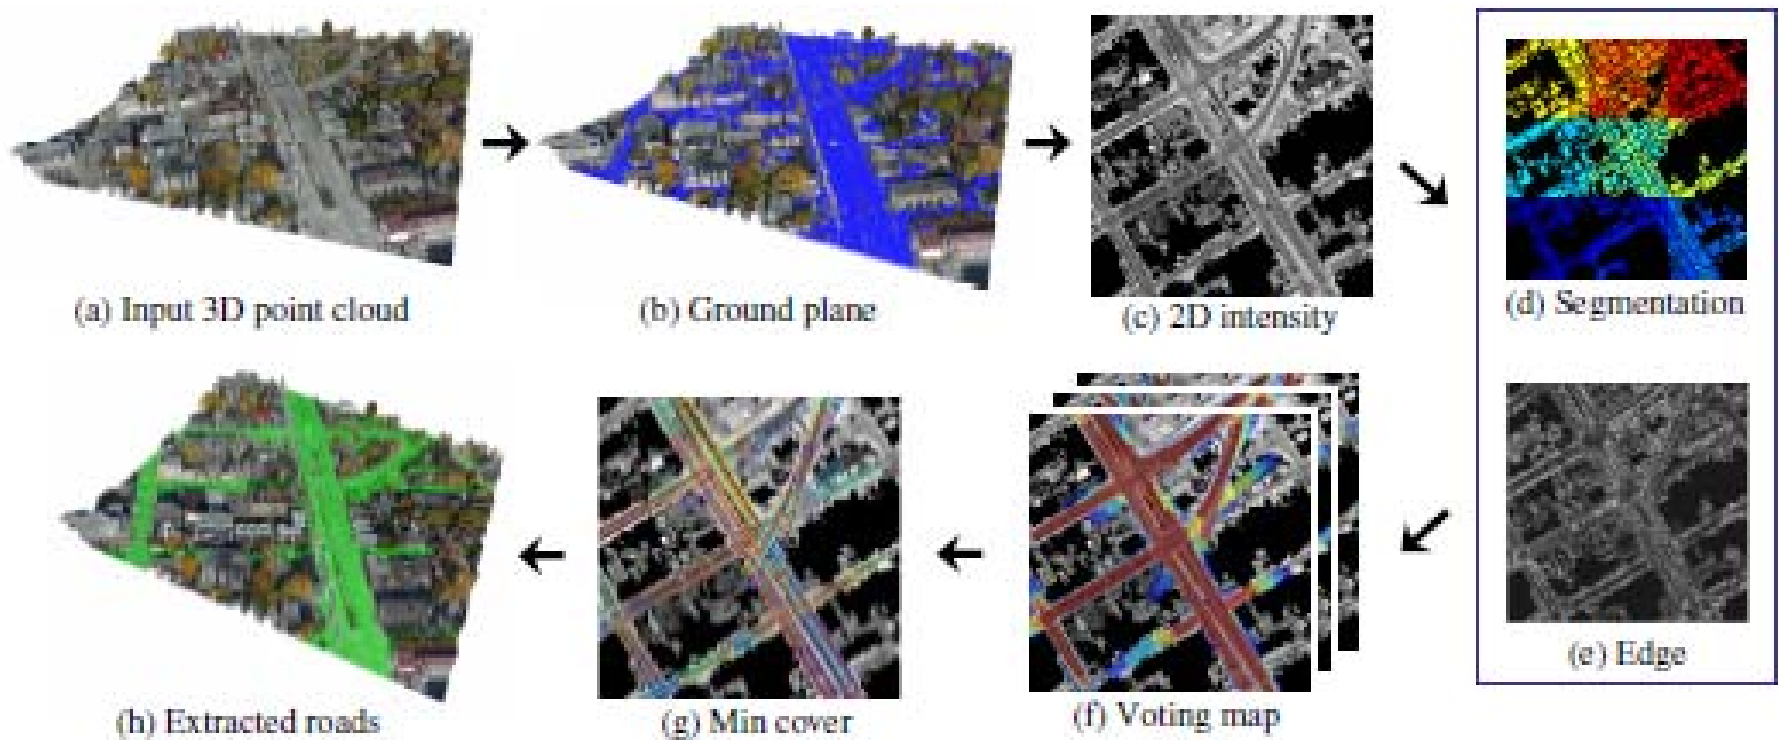 (a) Input 3D point cloud
(b) Ground plane
(c) 2D intensity
(d) Segmentation
(e) Edge
(f) Voting map
(g) Min cover
(h) Extracted roads